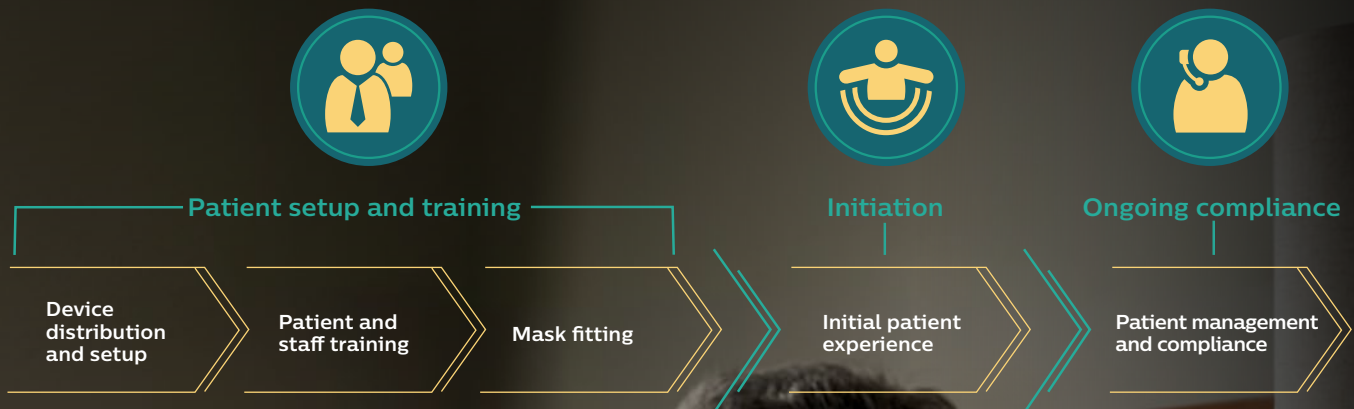 Patient setup and training
Initiation
Ongoing compliance
Device
distribution
and setup
Patient and
staff training
Mask fitting
Initial patient
experience
Patient management
and compliance